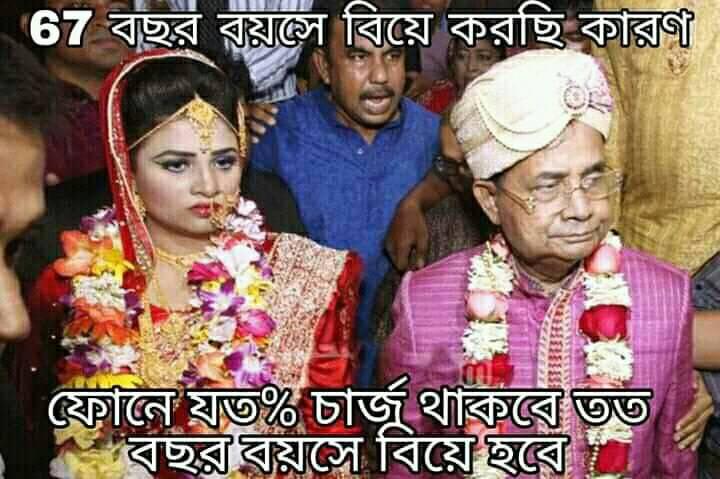 67 বছর বয়সে বিয়ে করছি কারণ
ফোনে যত% চার্জ থাকবে তত
বছর বয়সে বিয়ে হবে